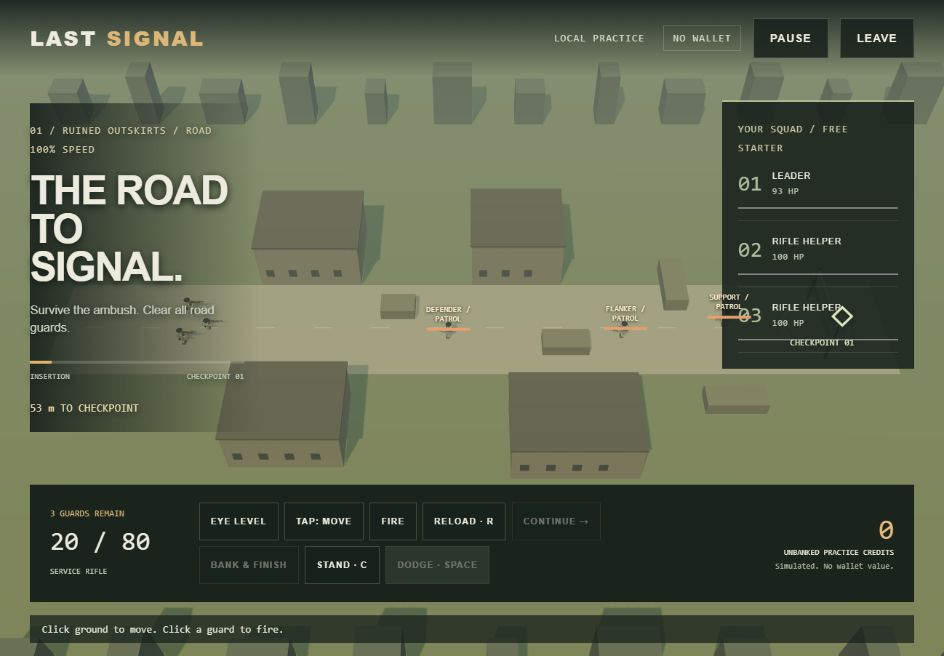 LAST SIGNAL
LOCAL PRACTICE
NO WALLET
PAUSE
LEAVE
01 / RUINED OUTSKIRTS / ROAD
100% SPEED
THE ROAD
TO
SIGNAL.
Survive the ambush. Clear all road
guards.
INSERTION
CHECKPOINT 01
53 m TO CHECKPOINT
DEFENDER /
PATROL
FLANKER /
PATROL
SUPPORT /
PATROL
YOUR SQUAD / FREE
STARTER
01 LEADER
93 HP
02 RIFLE HELPER
100 HP
03 RIFLE HELPER
100 HP
CHECKPOINT 01
3 GUARDS REMAIN
20 / 80
SERVICE RIFLE
EYE LEVEL
TAP: MOVE
FIRE
RELOAD · R
CONTINUE →
BANK & FINISH
STAND · C
DODGE · SPACE
0
UNBANKED PRACTICE CREDITS
Simulated. No wallet value.
Click ground to move. Click a guard to fire.